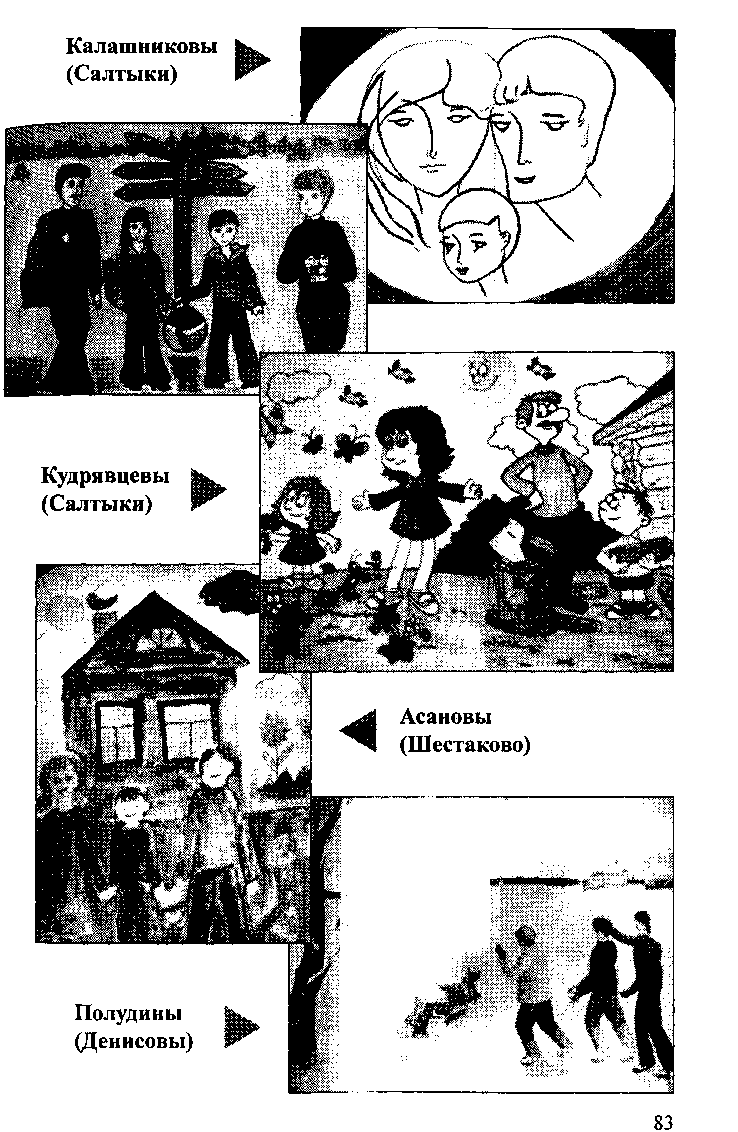 Калашниковы
(Салтыки)
Кудрявцевы
(Салтыки)
Асановы
(Шестаково)
Полудины
(Денисовы)
83